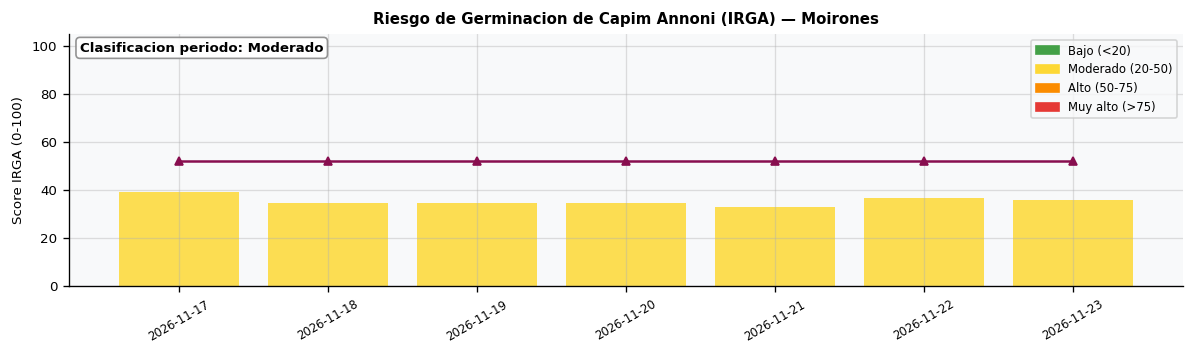 Riesgo de Germinacion de Capim Annoni (IRGA) — Moirones
Clasificacion periodo: Moderado
Bajo (<20)
Moderado (20-50)
Alto (50-75)
Muy alto (>75)
Score IRGA (0-100)
100
80
60
40
20
0
2026-11-17
2026-11-18
2026-11-19
2026-11-20
2026-11-21
2026-11-22
2026-11-23